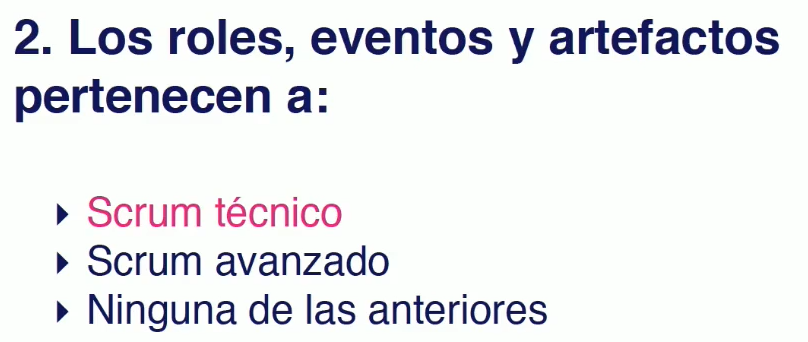 2. Los roles, eventos y artefactos
pertenecen a:
Scrum técnico
Scrum avanzado
Ninguna de las anteriores